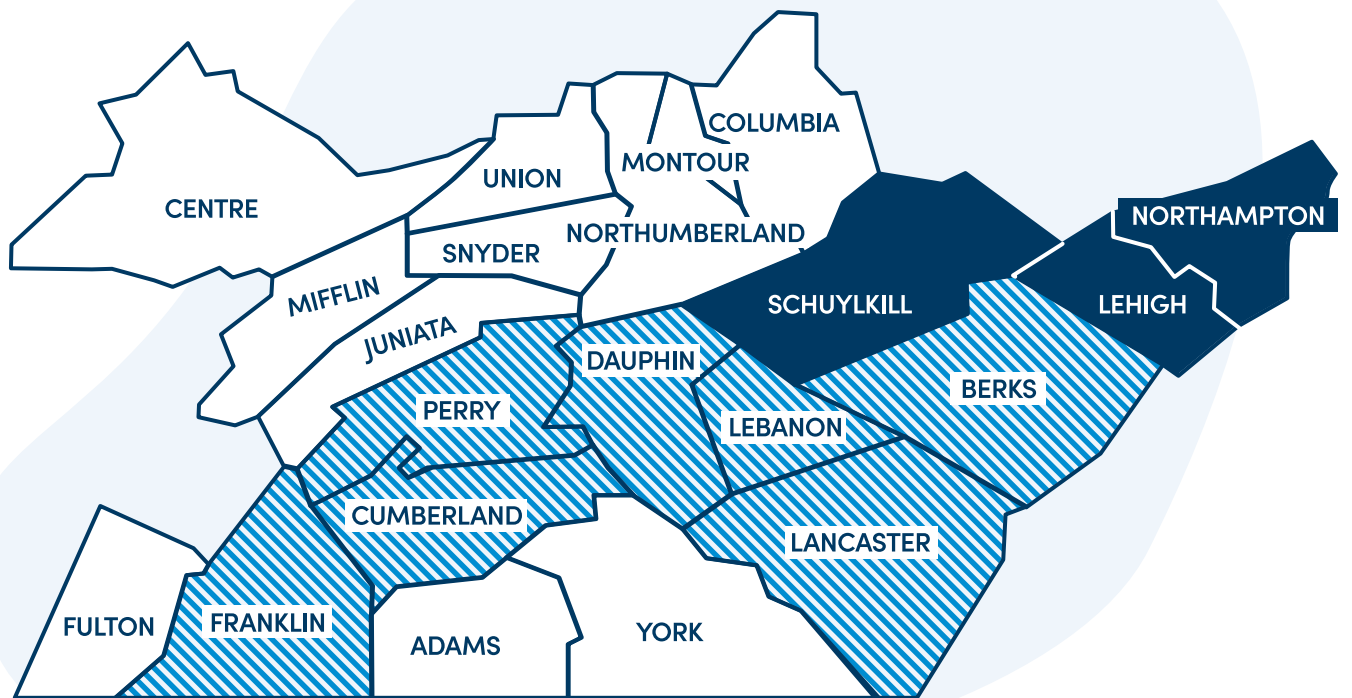 COLUMBIA
MONTOUR
UNION
CENTRE
NORTHAMPTON
NORTHUMBERLAND
SNYDER
MIFFLIN
SCHUYLKILL
LEHIGH
JUNIATA
DAUPHIN
BERKS
PERRY
LEBANON
CUMBERLAND
LANCASTER
FULTON
FRANKLIN
ADAMS
YORK